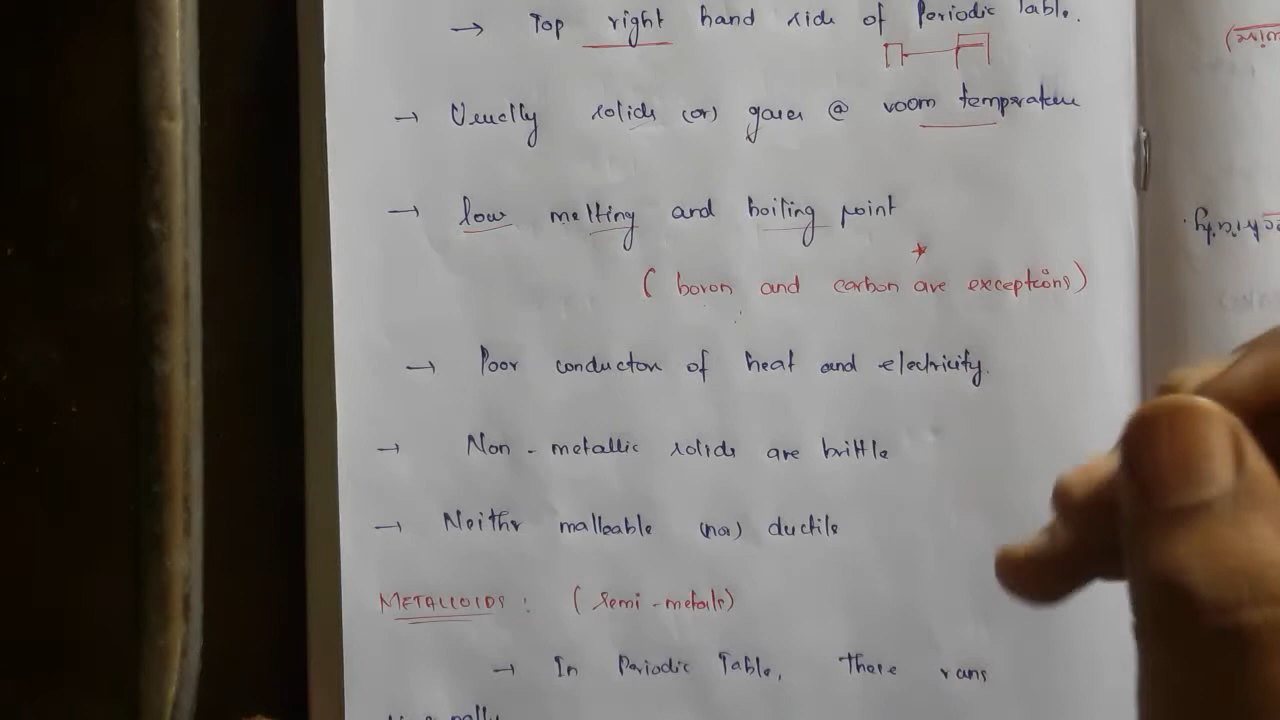 → Top right hand side of Periodic Table.
→ Usually solids (or) gases @ room temperature
→ low melting and boiling point
( boron and carbon are exceptions)
→ Poor conductor of heat and electricity.
→ Non - metallic solids are brittle
→ Neither malleable (nor) ductile
METALLOIDS : ( Semi - metals)
→ In Periodic Table, there runs